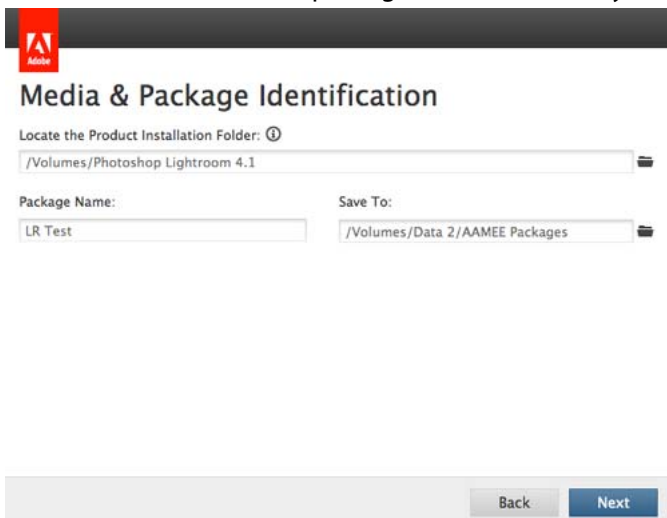 Adobe
Media & Package Identification
Locate the Product Installation Folder:
/Volumes/Photoshop Lightroom 4.1
Package Name: Save To:
LR Test /Volumes/Data 2/AAMEE Packages
Back Next